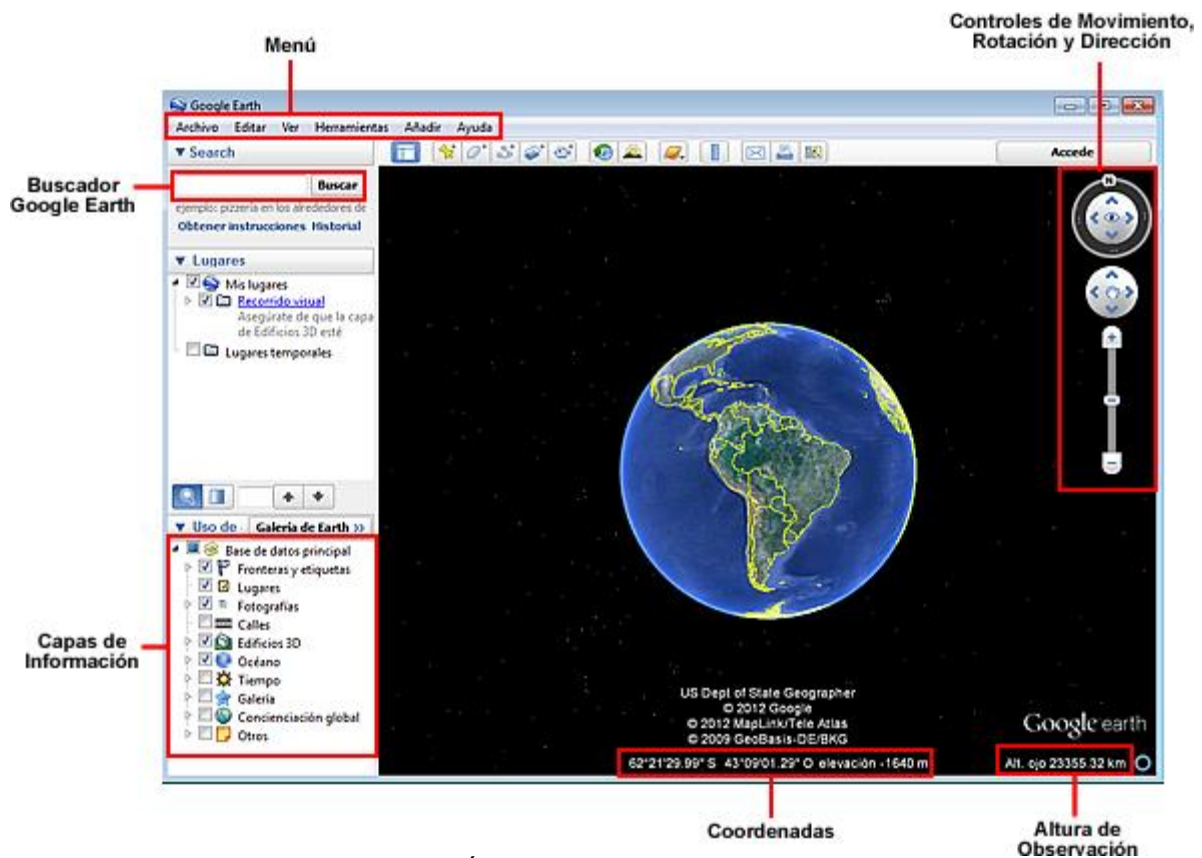 Controles de Movimiento,
Rotación y Dirección
Menú
Google Earth
Archivo Editar Ver Herramientas Añadir Ayuda
Search
Accede
Buscador
Google Earth
Buscar
ejemplo: pizzería en los alrededores de
Obtener instrucciones Historial
N
Lugares
Mis lugares
Recorrido visual
Asegúrate de que la capa
de Edificios 3D esté
Lugares temporales
Uso de Galería de Earth >>
Capas de
Información
Base de datos principal
Fronteras y etiquetas
Lugares
Fotografías
Calles
Edificios 3D
Océano
Tiempo
Galería
Concienciación global
Otros
US Dept of State Geographer
© 2012 Google
© 2012 MapLink/Tele Atlas
© 2009 GeoBasis-DE/BKG
Google earth
62°21'29.99" S 43°09'01.29" O elevación -1640 m
Alt. ojo 23355.32 km
Coordenadas
Altura de
Observación